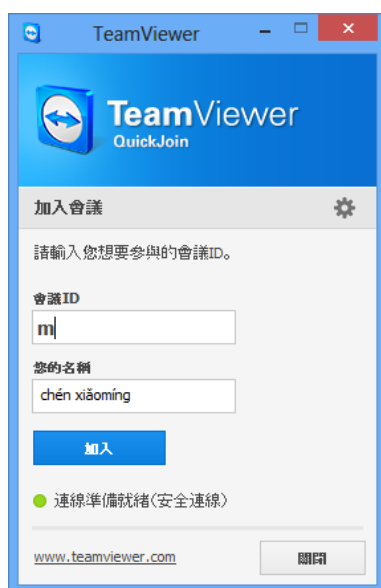 TeamViewer
TeamViewer
QuickJoin
加入會議
請輸入您想要參與的會議ID。
會議ID
m
您的名稱
chén xiǎomíng
加入
連線準備就緒(安全連線)
www.teamviewer.com
關閉